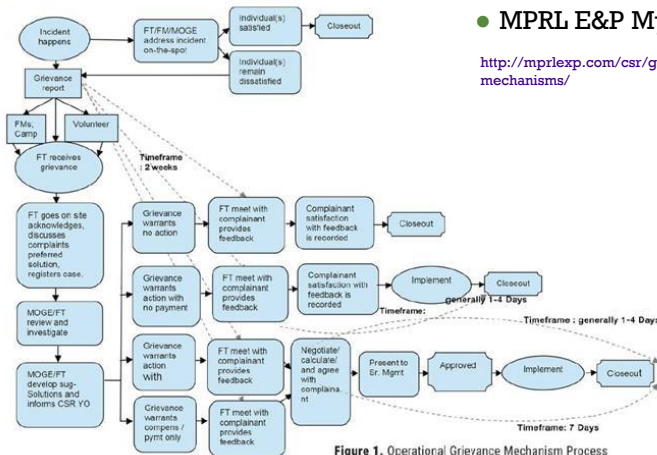 Incident
happens
FT/FM/MOGE
address incident
on-the-spot
Individual(s)
satisfied
Closeout
Individual(s)
remain
dissatisfied
• MPRL E&P M
http://mprlexp.com/csr/g
mechanisms/
Grievance
report
FMs;
Camp
Volunteer
Timeframe
: 2 weeks
FT receives
grievance
FT goes on site
acknowledges,
discusses
complaints
preferred
solution,
registers case.
MOGE/FT
review and
investigate
MOGE/FT
develop sug-
Solutions and
informs CSR YO
Grievance
warrants
no action
FT meet with
complainant
provides
feedback
Complainant
satisfaction
with feedback
is recorded
Closeout
Grievance
warrants
action with
no payment
FT meet with
complainant
provides
feedback
Complainant
satisfaction with
feedback is
recorded
Implement
Closeout
Timeframe:
generally 1-4 Days
Timeframe : generally 1-4 Days
Grievance
warrants
action
with
FT meet with
complainant
provides
feedback
Grievance
warrants
compens /
pymt only
FT meet with
complainant
provides
feedback
Negotiate/
calculate/
and agree
with
complaina
nt
Present to
Sr. Mgmt
Approved
Implement
Closeout
Timeframe: 7 Days
Figure 1. Operational Grievance Mechanism Process